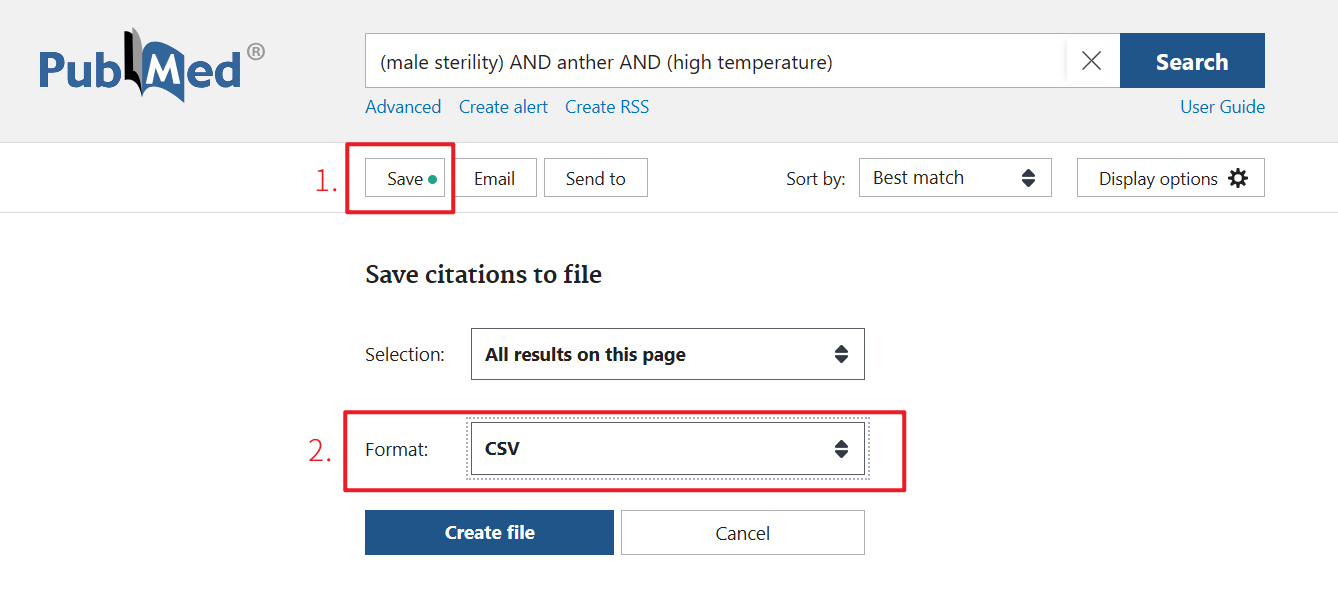 PubMed®
(male sterility) AND anther AND (high temperature)
Search
Advanced Create alert Create RSS User Guide
1. Save Email Send to Sort by: Best match Display options
Save citations to file
Selection: All results on this page
2. Format: CSV
Create file Cancel